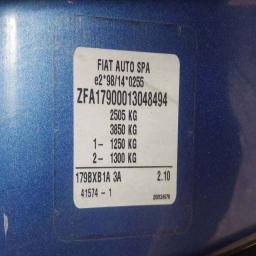 FIAT AUTO SPA
e2*98/14*0255
ZFA17900013048494
2505 KG
3850 KG
1- 1250 KG
2- 1300 KG
179BXB1A 3A 2.10
41574 - 1